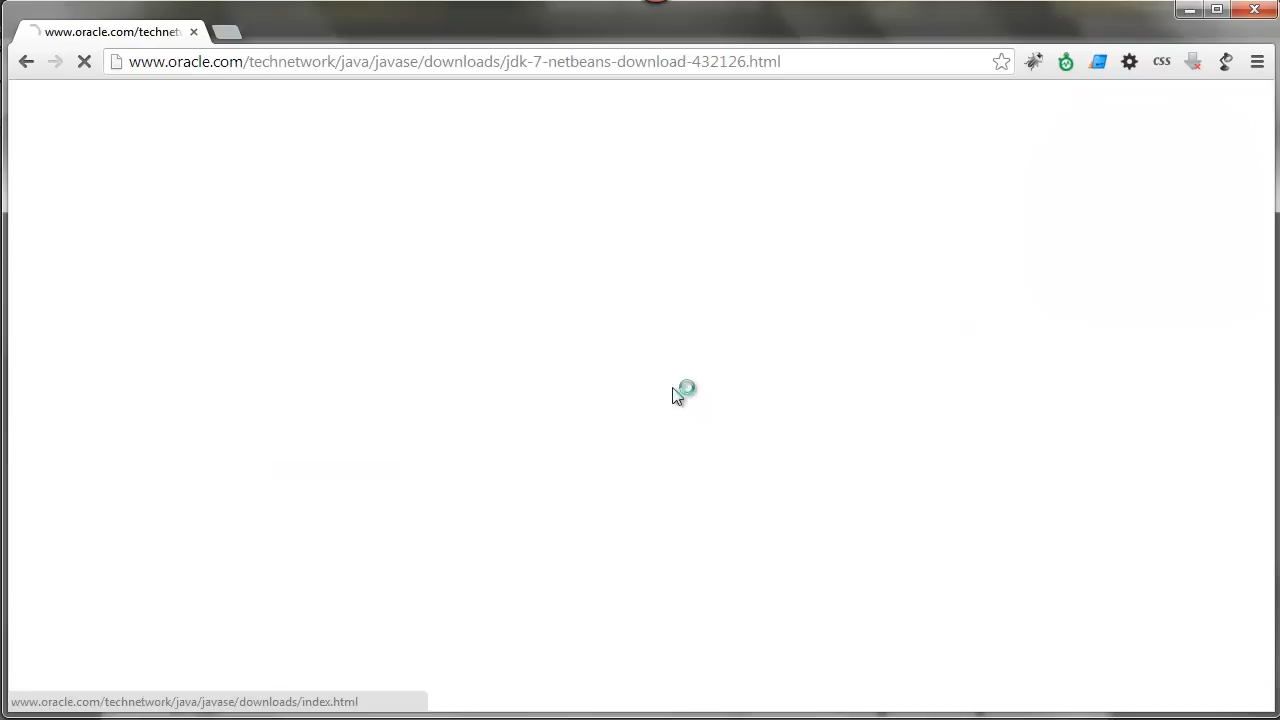 www.oracle.com/technet
www.oracle.com/technetwork/java/javase/downloads/jdk-7-netbeans-download-432126.html
CSS
www.oracle.com/technetwork/java/javase/downloads/index.html